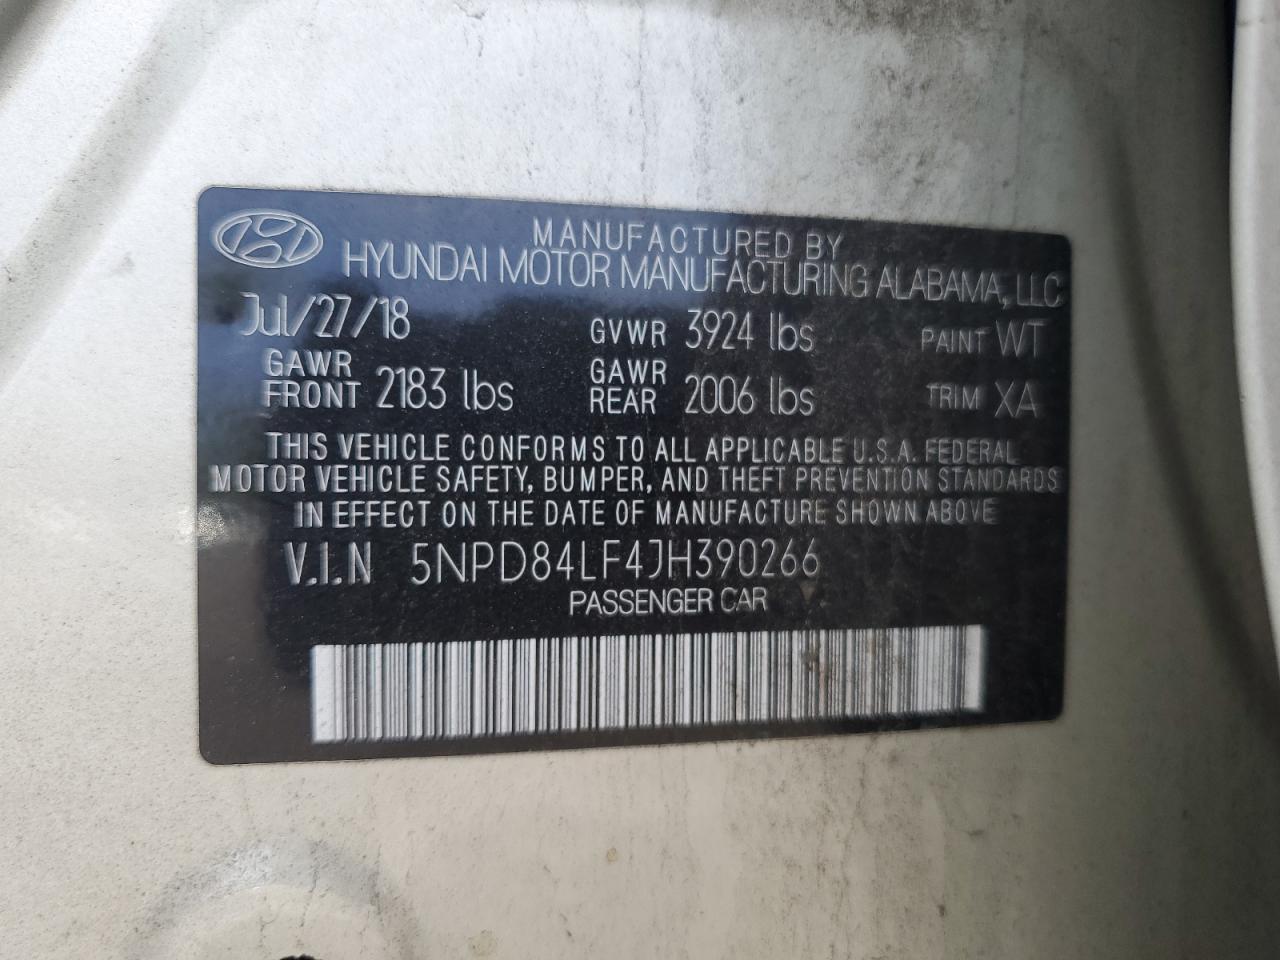 MANUFACTURED BY
HYUNDAI MOTOR MANUFACTURING ALABAMA, LLC
Jul/27/18 GVWR 3924 lbs PAINT WT
GAWR FRONT 2183 lbs GAWR REAR 2006 lbs TRIM XA
THIS VEHICLE CONFORMS TO ALL APPLICABLE U.S.A. FEDERAL
MOTOR VEHICLE SAFETY, BUMPER, AND THEFT PREVENTION STANDARDS
IN EFFECT ON THE DATE OF MANUFACTURE SHOWN ABOVE
V.I.N 5NPD84LF4JH390266
PASSENGER CAR